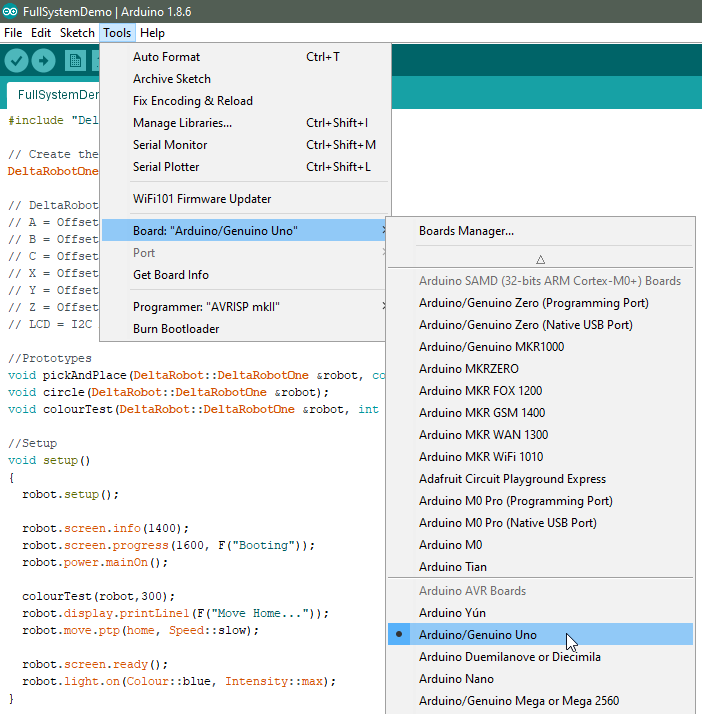 FullSystemDemo | Arduino 1.8.6
File Edit Sketch Tools Help
FullSystemDem
Auto Format Ctrl+T
Archive Sketch
Fix Encoding & Reload
Manage Libraries... Ctrl+Shift+I
Serial Monitor Ctrl+Shift+M
Serial Plotter Ctrl+Shift+L
WiFi101 Firmware Updater
Board: "Arduino/Genuino Uno"
Port
Get Board Info
Programmer: "AVRISP mkII"
Burn Bootloader
Boards Manager...
Arduino SAMD (32-bits ARM Cortex-M0+) Boards
Arduino/Genuino Zero (Programming Port)
Arduino/Genuino Zero (Native USB Port)
Arduino/Genuino MKR1000
Arduino MKRZERO
Arduino MKR FOX 1200
Arduino MKR GSM 1400
Arduino MKR WAN 1300
Arduino MKR WiFi 1010
Adafruit Circuit Playground Express
Arduino M0 Pro (Programming Port)
Arduino M0 Pro (Native USB Port)
Arduino M0
Arduino Tian
Arduino AVR Boards
Arduino Yún
Arduino/Genuino Uno
Arduino Duemilanove or Diecimila
Arduino Nano
Arduino/Genuino Mega or Mega 2560
#include "Del
// Create the
DeltaRobotOne
// DeltaRobot
// A = Offset
// B = Offset
// C = Offset
// X = Offset
// Y = Offset
// Z = Offset
// LCD = I2C
//Prototypes
void pickAndPlace(DeltaRobot::DeltaRobotOne &robot, co
void circle(DeltaRobot::DeltaRobotOne &robot);
void colourTest(DeltaRobot::DeltaRobotOne &robot, int
//Setup
void setup()
{
robot.setup();
robot.screen.info(1400);
robot.screen.progress(1600, F("Booting"));
robot.power.mainOn();
colourTest(robot,300);
robot.display.printLine1(F("Move Home..."));
robot.move.ptp(home, Speed::slow);
robot.screen.ready();
robot.light.on(Colour::blue, Intensity::max);
}